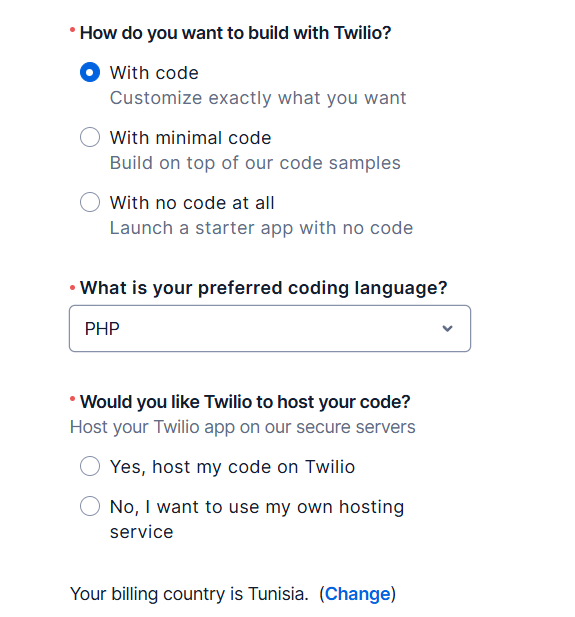 * How do you want to build with Twilio?
With code
Customize exactly what you want
With minimal code
Build on top of our code samples
With no code at all
Launch a starter app with no code
* What is your preferred coding language?
PHP
* Would you like Twilio to host your code?
Host your Twilio app on our secure servers
Yes, host my code on Twilio
No, I want to use my own hosting
service
Your billing country is Tunisia. (Change)